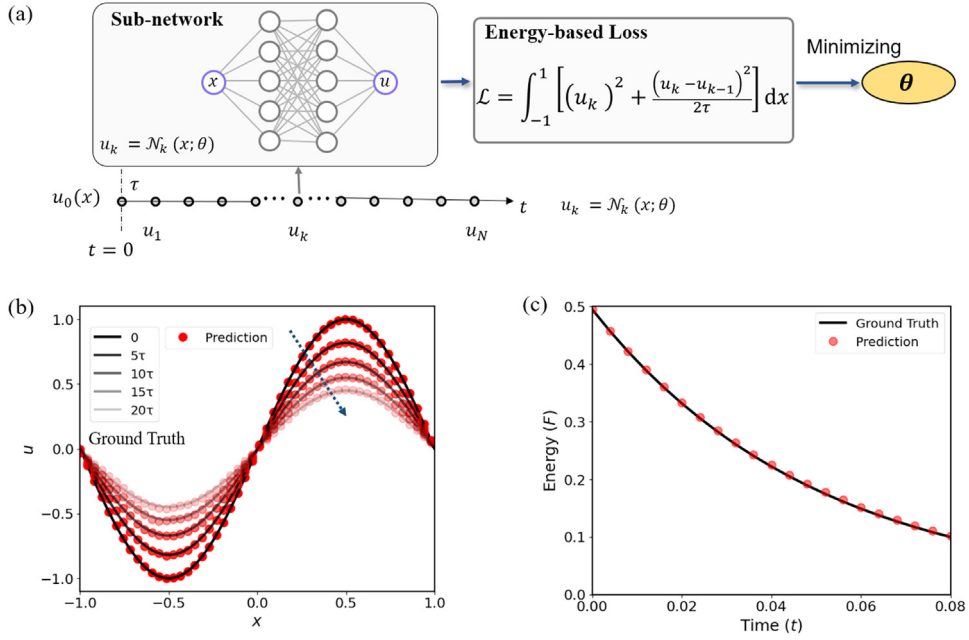 (a)
Sub-network
x
u
u_k = 𝒩_k (x; θ)
Energy-based Loss
ℒ = ∫_{-1}^{1} [(u_k)^2 + (u_k − u_{k−1})^2 / 2τ] dx
Minimizing
θ
τ
u_0(x)
t
u_k = 𝒩_k (x; θ)
u_1
u_k
u_N
t = 0
(b)
1.0
0.5
0.0
−0.5
−1.0
u
0
5τ
10τ
15τ
20τ
Ground Truth
Prediction
−1.0 −0.5 0.0 0.5 1.0
x
(c)
0.5
0.4
0.3
0.2
0.1
0.0
Energy (F)
Ground Truth
Prediction
0.00 0.02 0.04 0.06 0.08
Time (t)